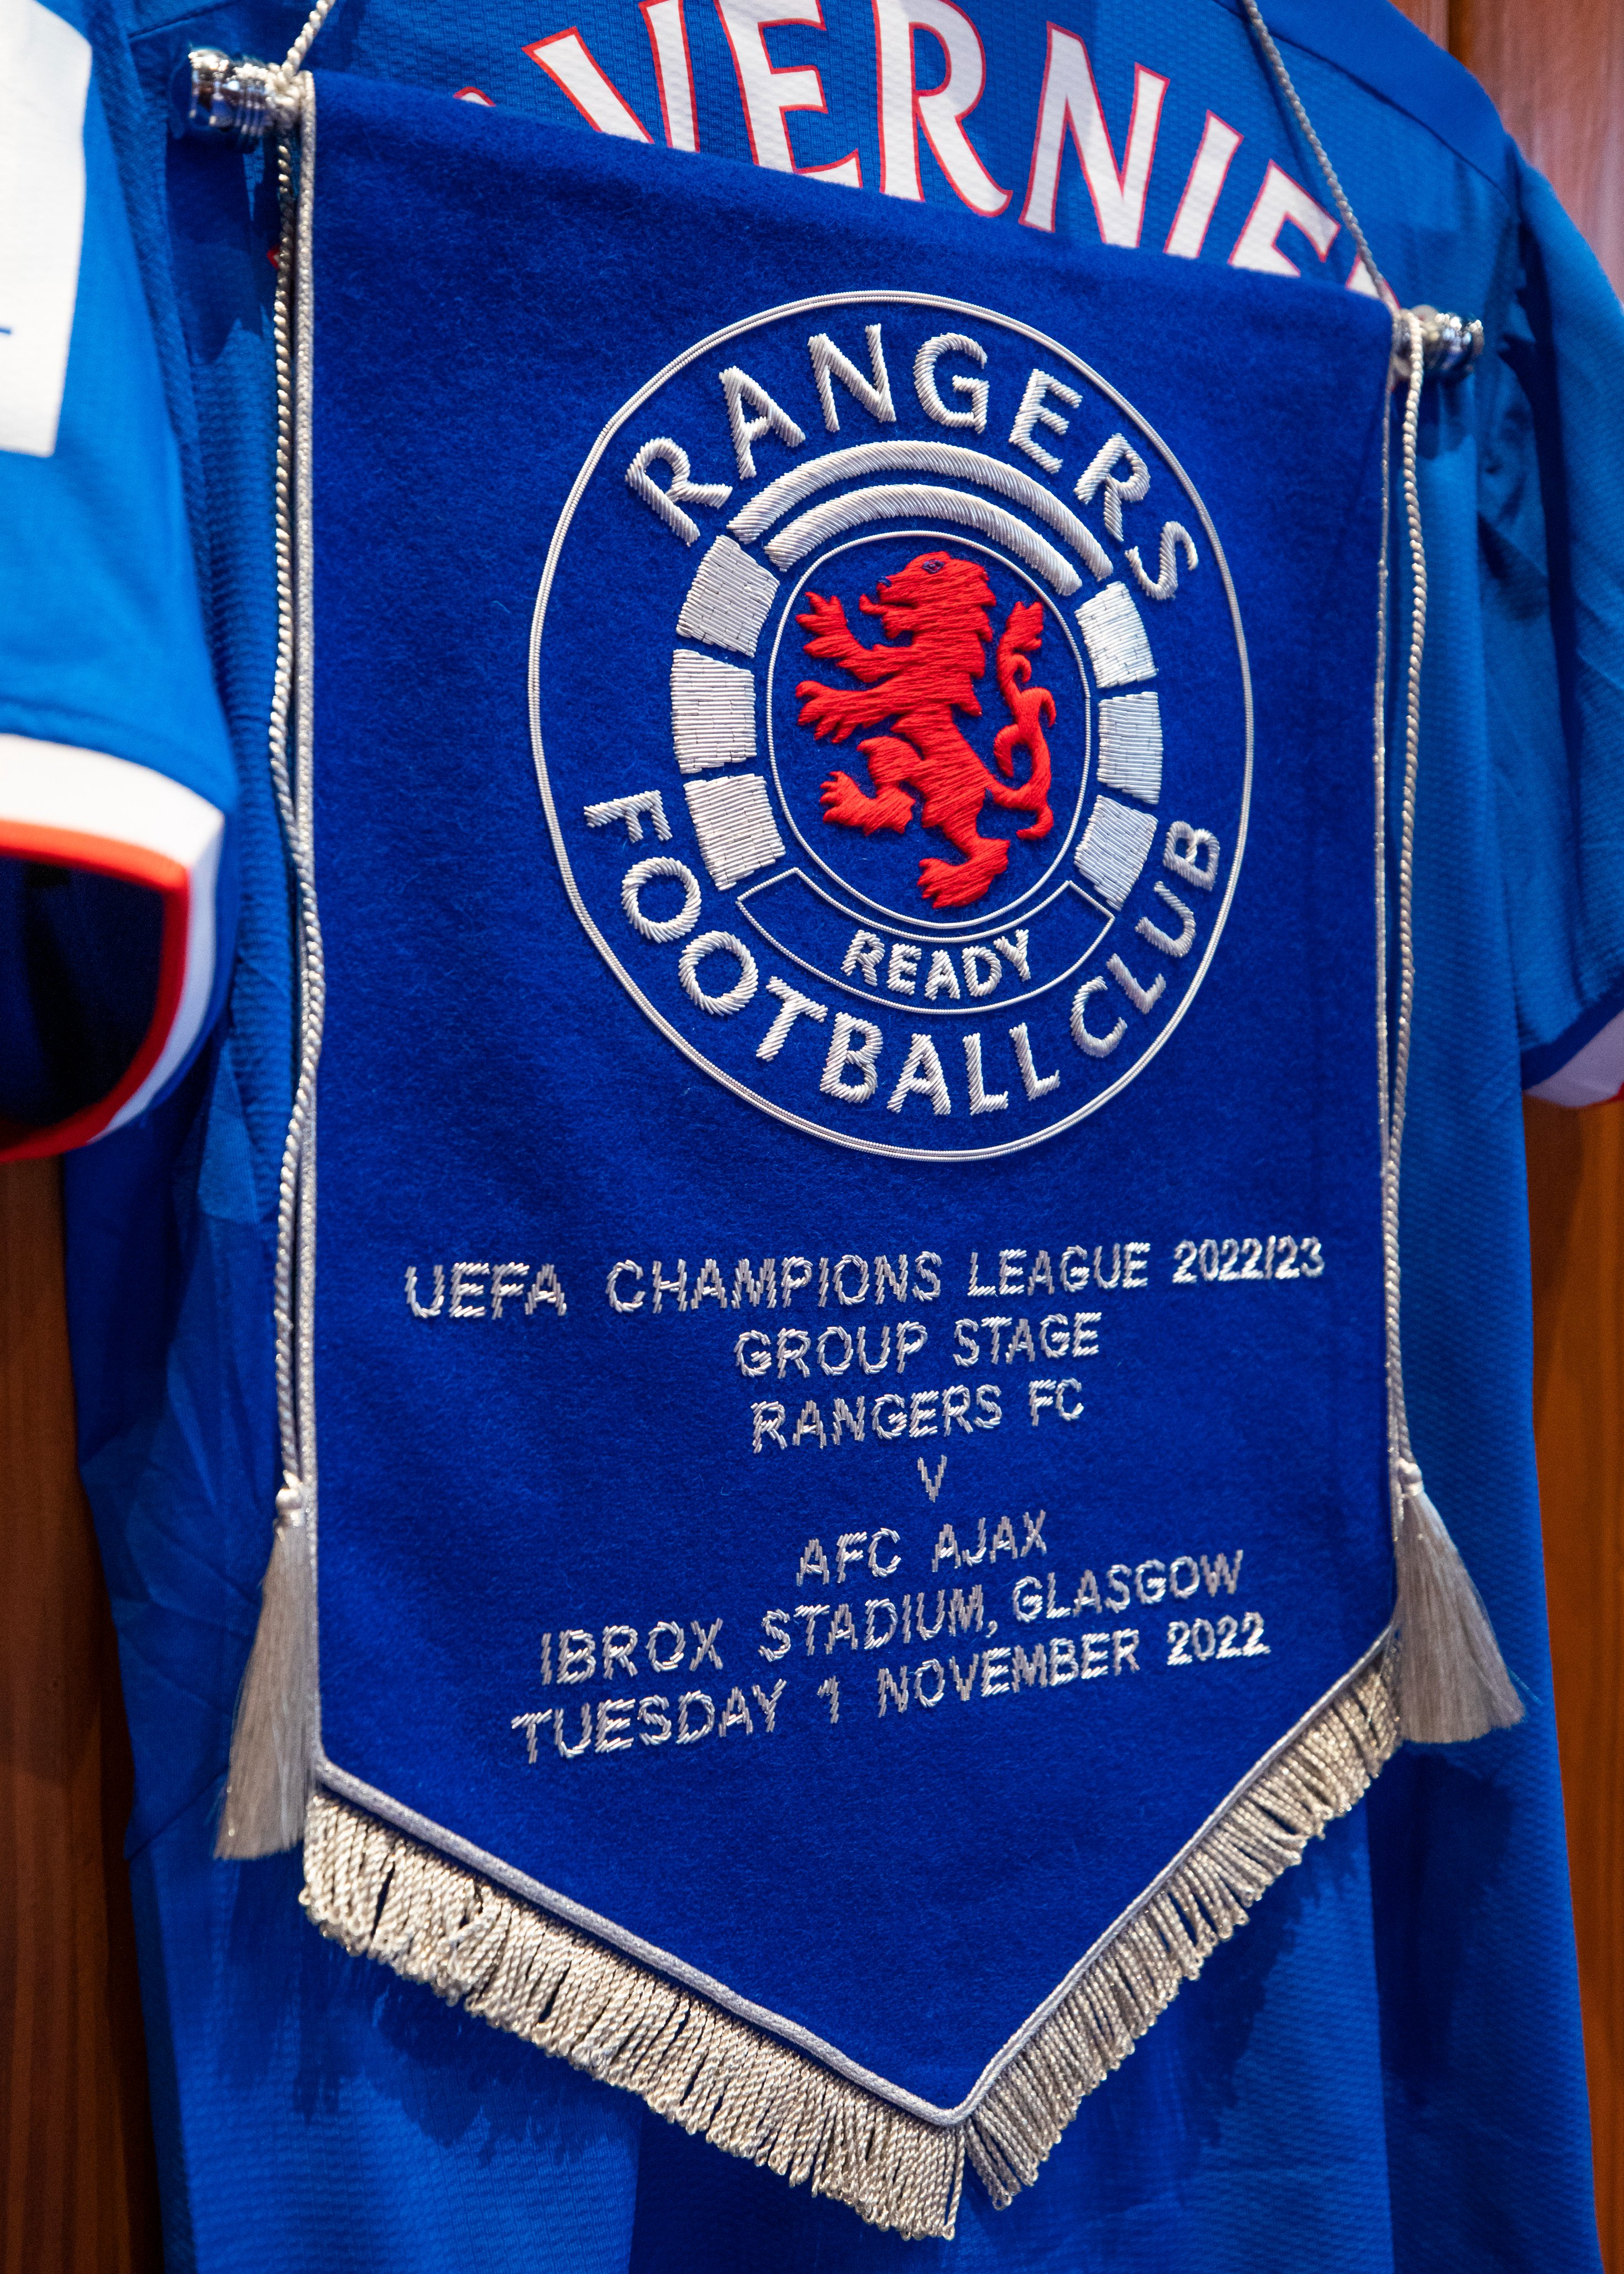 RANGERS
READY
FOOTBALL CLUB
UEFA CHAMPIONS LEAGUE 2022/23
GROUP STAGE
RANGERS FC
V
AFC AJAX
IBROX STADIUM, GLASGOW
TUESDAY 1 NOVEMBER 2022